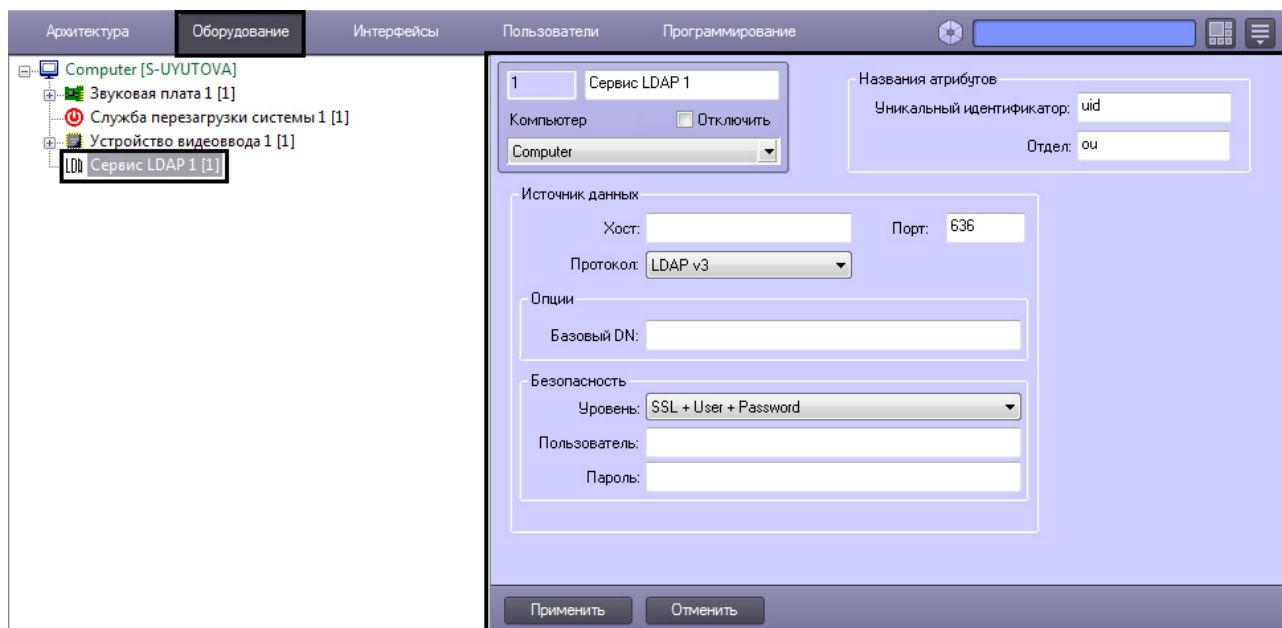 Архитектура Оборудование Интерфейсы Пользователи Программирование
Computer [S-UYUTOVA]
Звуковая плата 1 [1]
Служба перезагрузки системы 1 [1]
Устройство видеоввода 1 [1]
Сервис LDAP 1 [1]
1 Сервис LDAP 1
Компьютер Отключить
Computer
Названия атрибутов
Уникальный идентификатор: uid
Отдел: ou
Источник данных
Хост: Порт: 636
Протокол: LDAP v3
Опции
Базовый DN:
Безопасность
Уровень: SSL + User + Password
Пользователь:
Пароль:
Применить Отменить